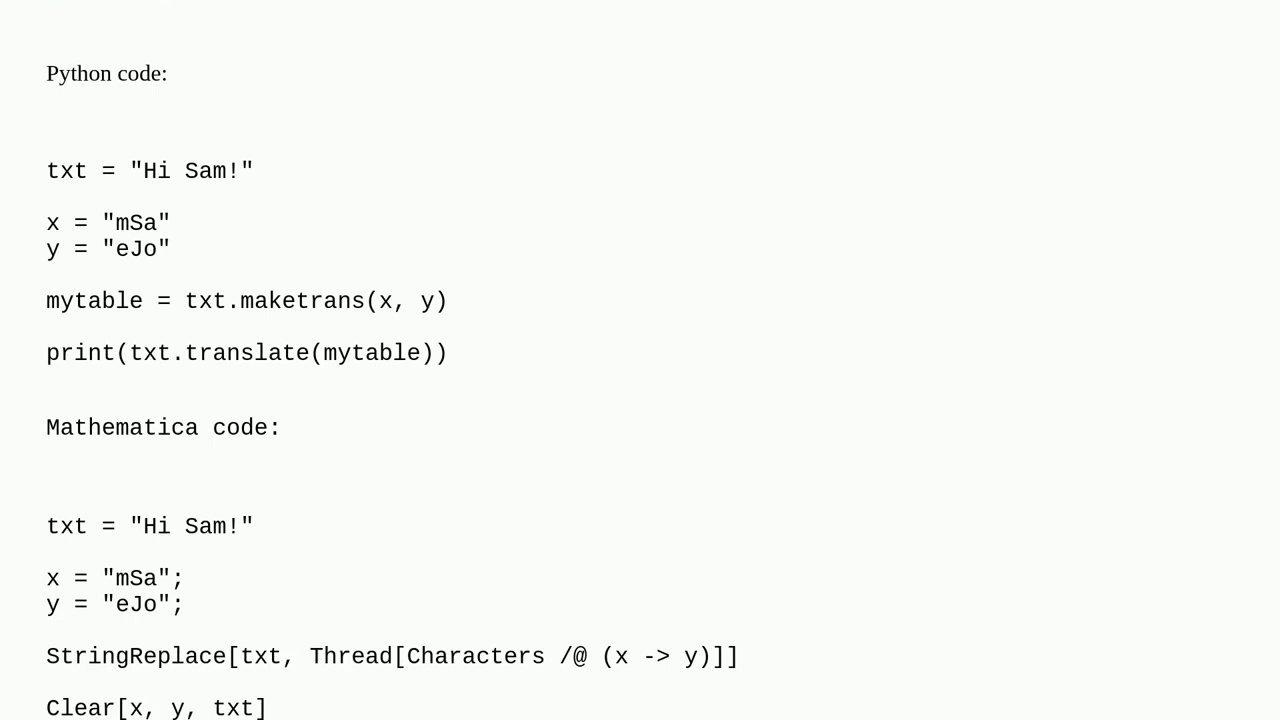 Python code:
txt = "Hi Sam!"
x = "mSa"
y = "eJo"
mytable = txt.maketrans(x, y)
print(txt.translate(mytable))
Mathematica code:
txt = "Hi Sam!"
x = "mSa";
y = "eJo";
StringReplace[txt, Thread[Characters /@ (x -> y)]]
Clear[x, y, txt]